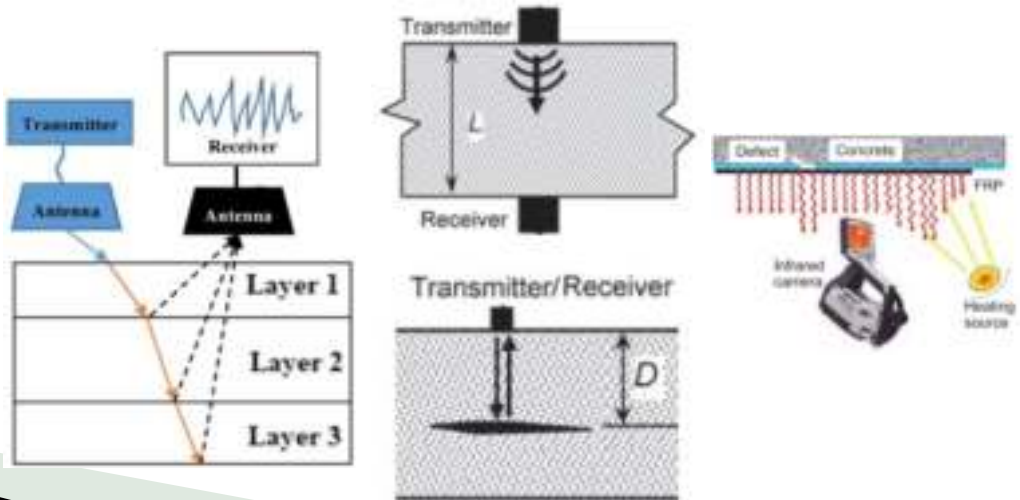 Transmitter
Receiver
Antenna
Antenna
Layer 1
Layer 2
Layer 3
Transmitter
L
Receiver
Transmitter/Receiver
D
Defect
Concrete
FRP
Infrared
camera
Heating
source